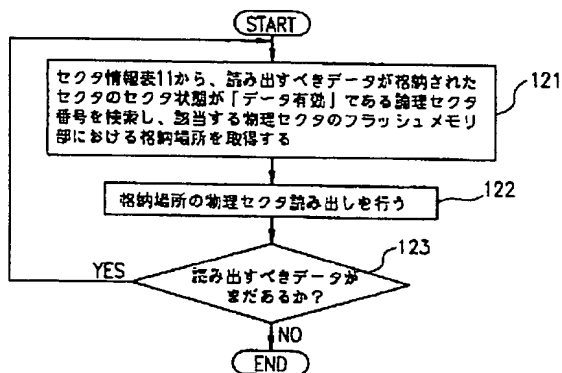 START
セクタ情報表11から、読み出すべきデータが格納された
セクタのセクタ状態が「データ有効」である論理セクタ
番号を検索し、該当する物理セクタのフラッシュメモリ
部における格納場所を取得する
121
格納場所の物理セクタ読み出しを行う
122
123
読み出すべきデータが
まだあるか?
YES
NO
END